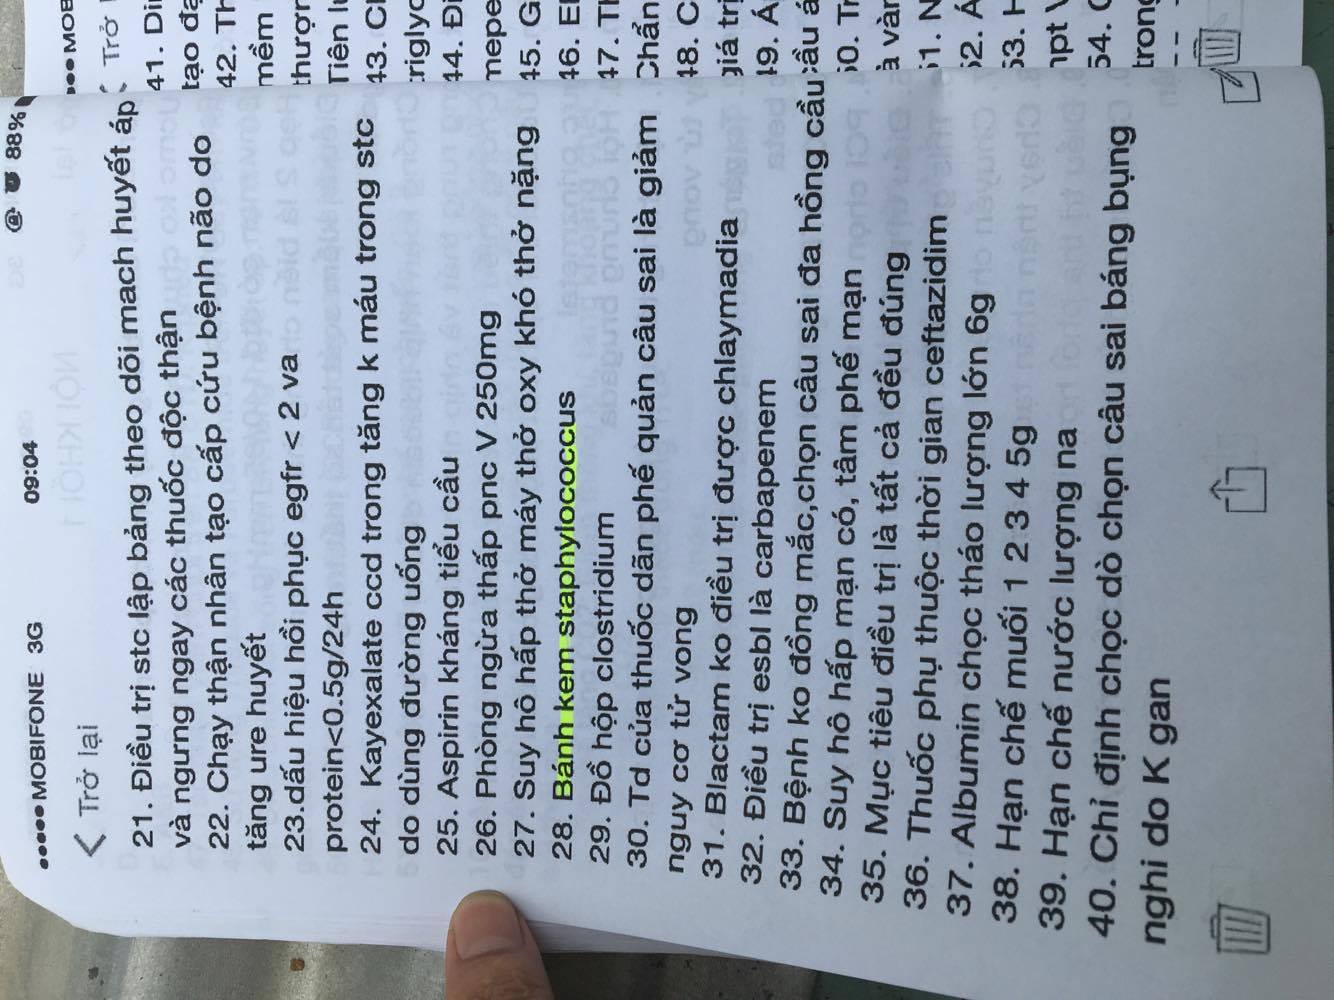 ●●●●● MOBIFONE 3G 09:04 @ 88%
Trở lại
21. Điều trị stc lập bảng theo dõi mach huyết áp
và ngưng ngay các thuốc độc thận
22. Chạy thận nhân tạo cấp cứu bệnh não do
tăng ure huyết
23.dấu hiệu hồi phục egfr < 2 va
protein<0.5g/24h
24. Kayexalate ccd trong tăng k máu trong stc
do dùng đường uống
25. Aspirin kháng tiểu cầu
26. Phòng ngừa thấp pnc V 250mg
27. Suy hô hấp thở máy thở oxy khó thở nặng
28. Bánh kem staphylococcus
29. Đồ hộp clostridium
30. Td của thuốc dãn phế quản câu sai là giảm
nguy cơ tử vong
31. Blactam ko điều trị được chlaymadia
32. Điều trị esbl là carbapenem
33. Bệnh ko đồng mắc,chọn câu sai đa hồng cầu
34. Suy hô hấp mạn có, tâm phế mạn
35. Mục tiêu điều trị là tất cả đều đúng
36. Thuốc phụ thuộc thời gian ceftazidim
37. Albumin chọc tháo lượng lớn 6g
38. Hạn chế muối 1 2 3 4 5g
39. Hạn chế nước lượng na
40. Chỉ định chọc dò chọn câu sai báng bụng
nghi do K gan
●●● MOB
Trở
41. Di
tạo đạ
42. Th
mềm
thượn
Tiên lu
43. Cl
triglyc
44. Đi
mepe
45. G
46. El
47. Th
Chẩn
48. C
giá trị
49. Á
cầu á
50. Tr
à vàn
51. N
52. Á
53. H
npt V
54. C
trong